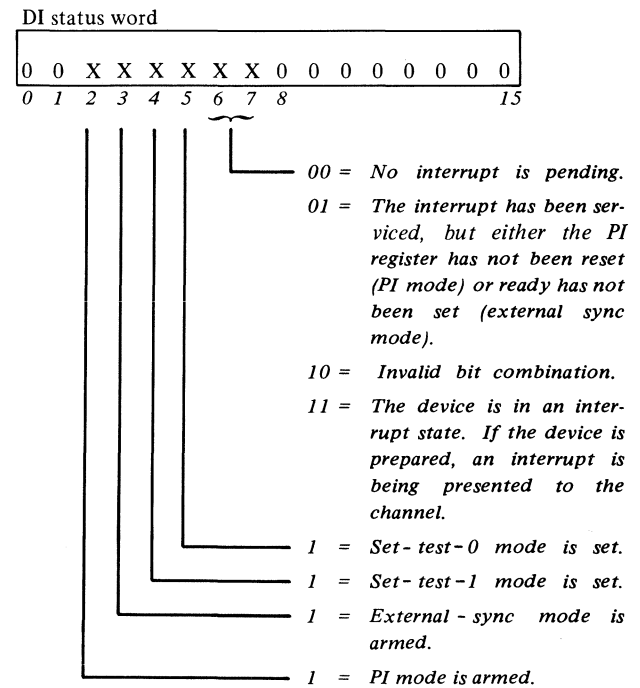 DI status word
0 0 X X X X X X 0 0 0 0 0 0 0 0
0 1 2 3 4 5 6 7 8 15
00 = No interrupt is pending.
01 = The interrupt has been ser-
viced, but either the PI
register has not been reset
(PI mode) or ready has not
been set (external sync
mode).
10 = Invalid bit combination.
11 = The device is in an inter-
rupt state. If the device is
prepared, an interrupt is
being presented to the
channel.
1 = Set-test-0 mode is set.
1 = Set-test-1 mode is set.
1 = External-sync mode is
armed.
1 = PI mode is armed.